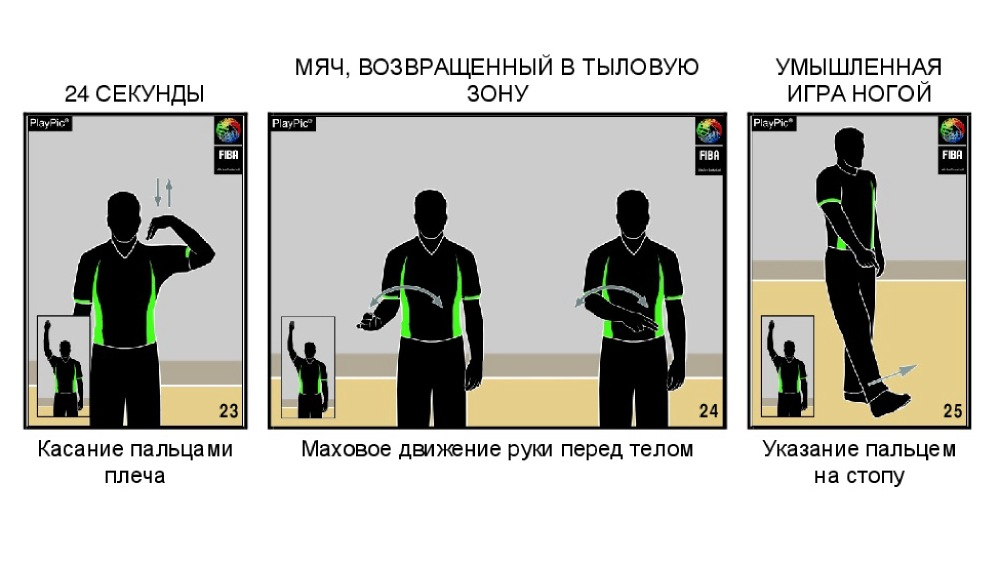 24 СЕКУНДЫ
PlayPic®
FIBA
23
Касание пальцами
плеча
МЯЧ, ВОЗВРАЩЕННЫЙ В ТЫЛОВУЮ
ЗОНУ
PlayPic®
FIBA
24
Маховое движение руки перед телом
УМЫШЛЕННАЯ
ИГРА НОГОЙ
PlayPic®
FIBA
25
Указание пальцем
на стопу